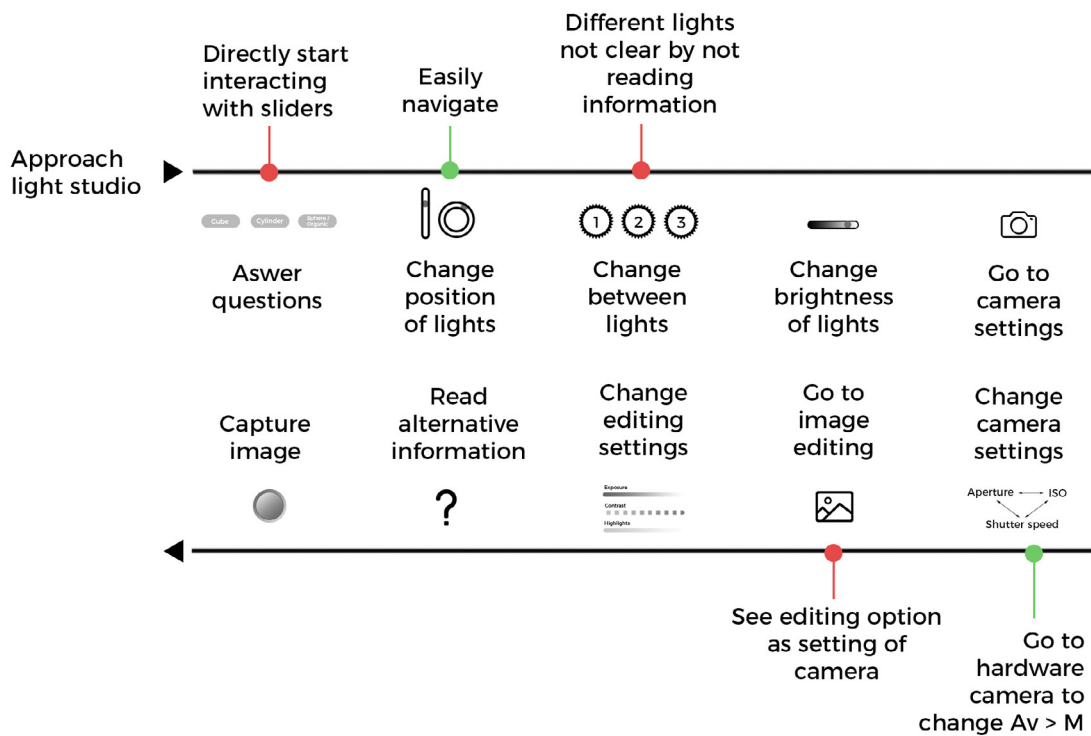 Different lights
not clear by not
reading
information
Directly start
interacting
with sliders
Easily
navigate
Approach
light studio
Cube
Cylinder
Sphere /
Organic
1
2
3
Aswer
questions
Change
position
of lights
Change
between
lights
Change
brightness
of lights
Go to
camera
settings
Capture
image
Read
alternative
information
Change
editing
settings
Go to
image
editing
Change
camera
settings
?
Exposure
Contrast
Highlights
Aperture
ISO
Shutter speed
See editing option
as setting of
camera
Go to
hardware
camera to
change Av > M